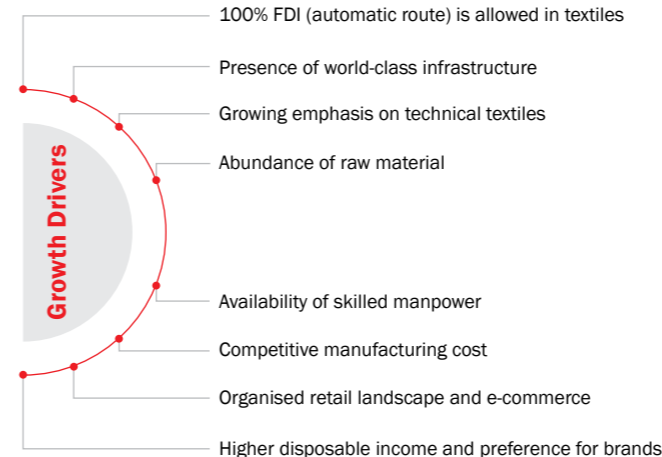 100% FDI (automatic route) is allowed in textiles
Presence of world-class infrastructure
Growing emphasis on technical textiles
Abundance of raw material
Growth Drivers
Availability of skilled manpower
Competitive manufacturing cost
Organised retail landscape and e-commerce
Higher disposable income and preference for brands